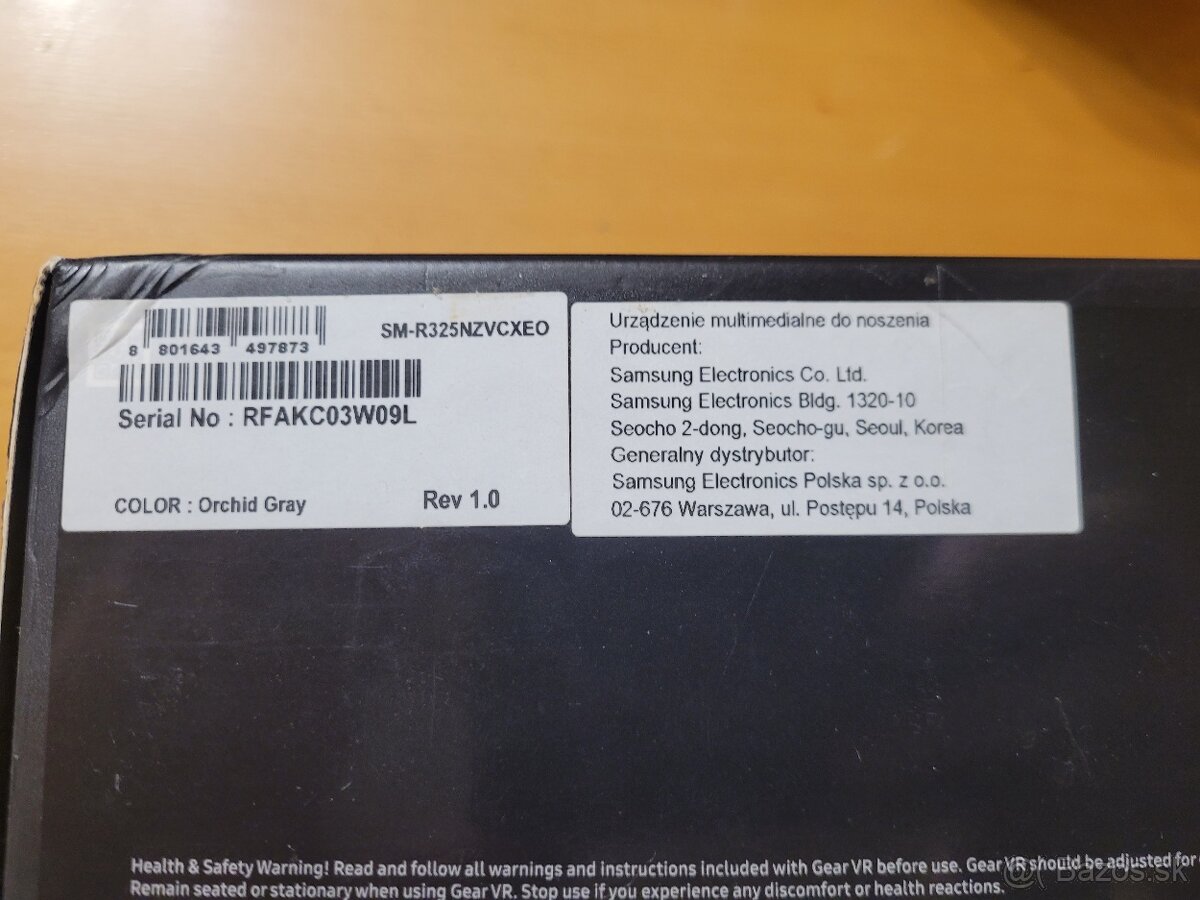 8 801643 497873
SM-R325NZVCXEO
Serial No : RFAKC03W09L
COLOR : Orchid Gray
Rev 1.0
Urządzenie multimedialne do noszenia
Producent:
Samsung Electronics Co. Ltd.
Samsung Electronics Bldg. 1320-10
Seocho 2-dong, Seocho-gu, Seoul, Korea
Generalny dystrybutor:
Samsung Electronics Polska sp. z o.o.
02-676 Warszawa, ul. Postępu 14, Polska
Health & Safety Warning! Read and follow all warnings and instructions included with Gear VR before use. Gear VR should be adjusted for
Remain seated or stationary when using Gear VR. Stop use if you experience any discomfort or health reactions.
Bazos.sk